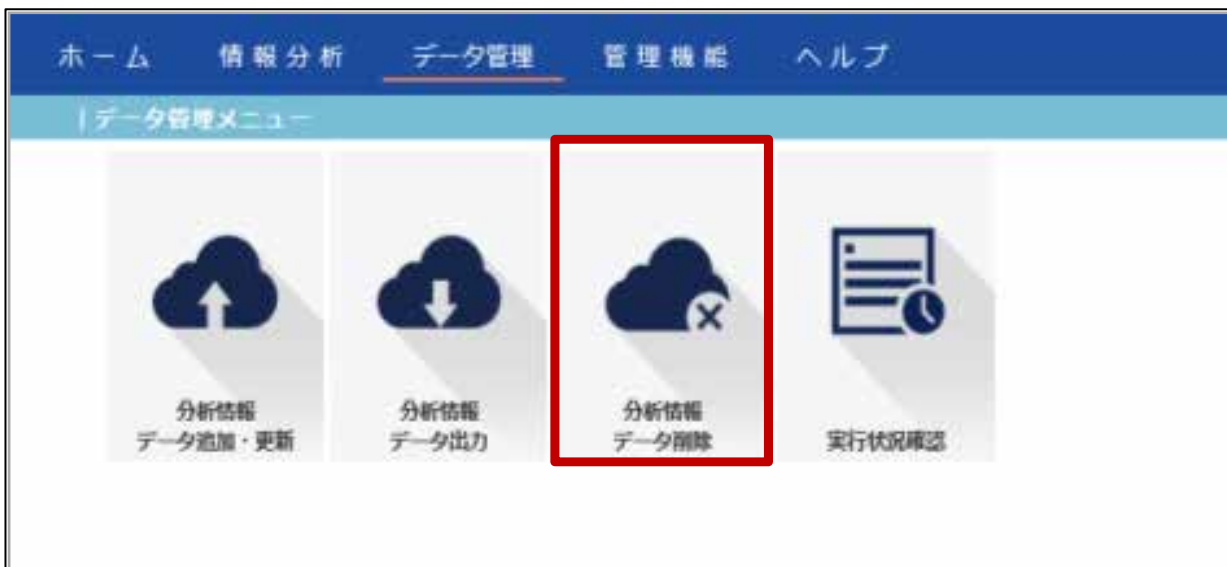 ホーム 情報分析 データ管理 管理機能 ヘルプ
データ管理メニュー
分析情報
データ追加・更新
分析情報
データ出力
分析情報
データ削除
実行状況確認